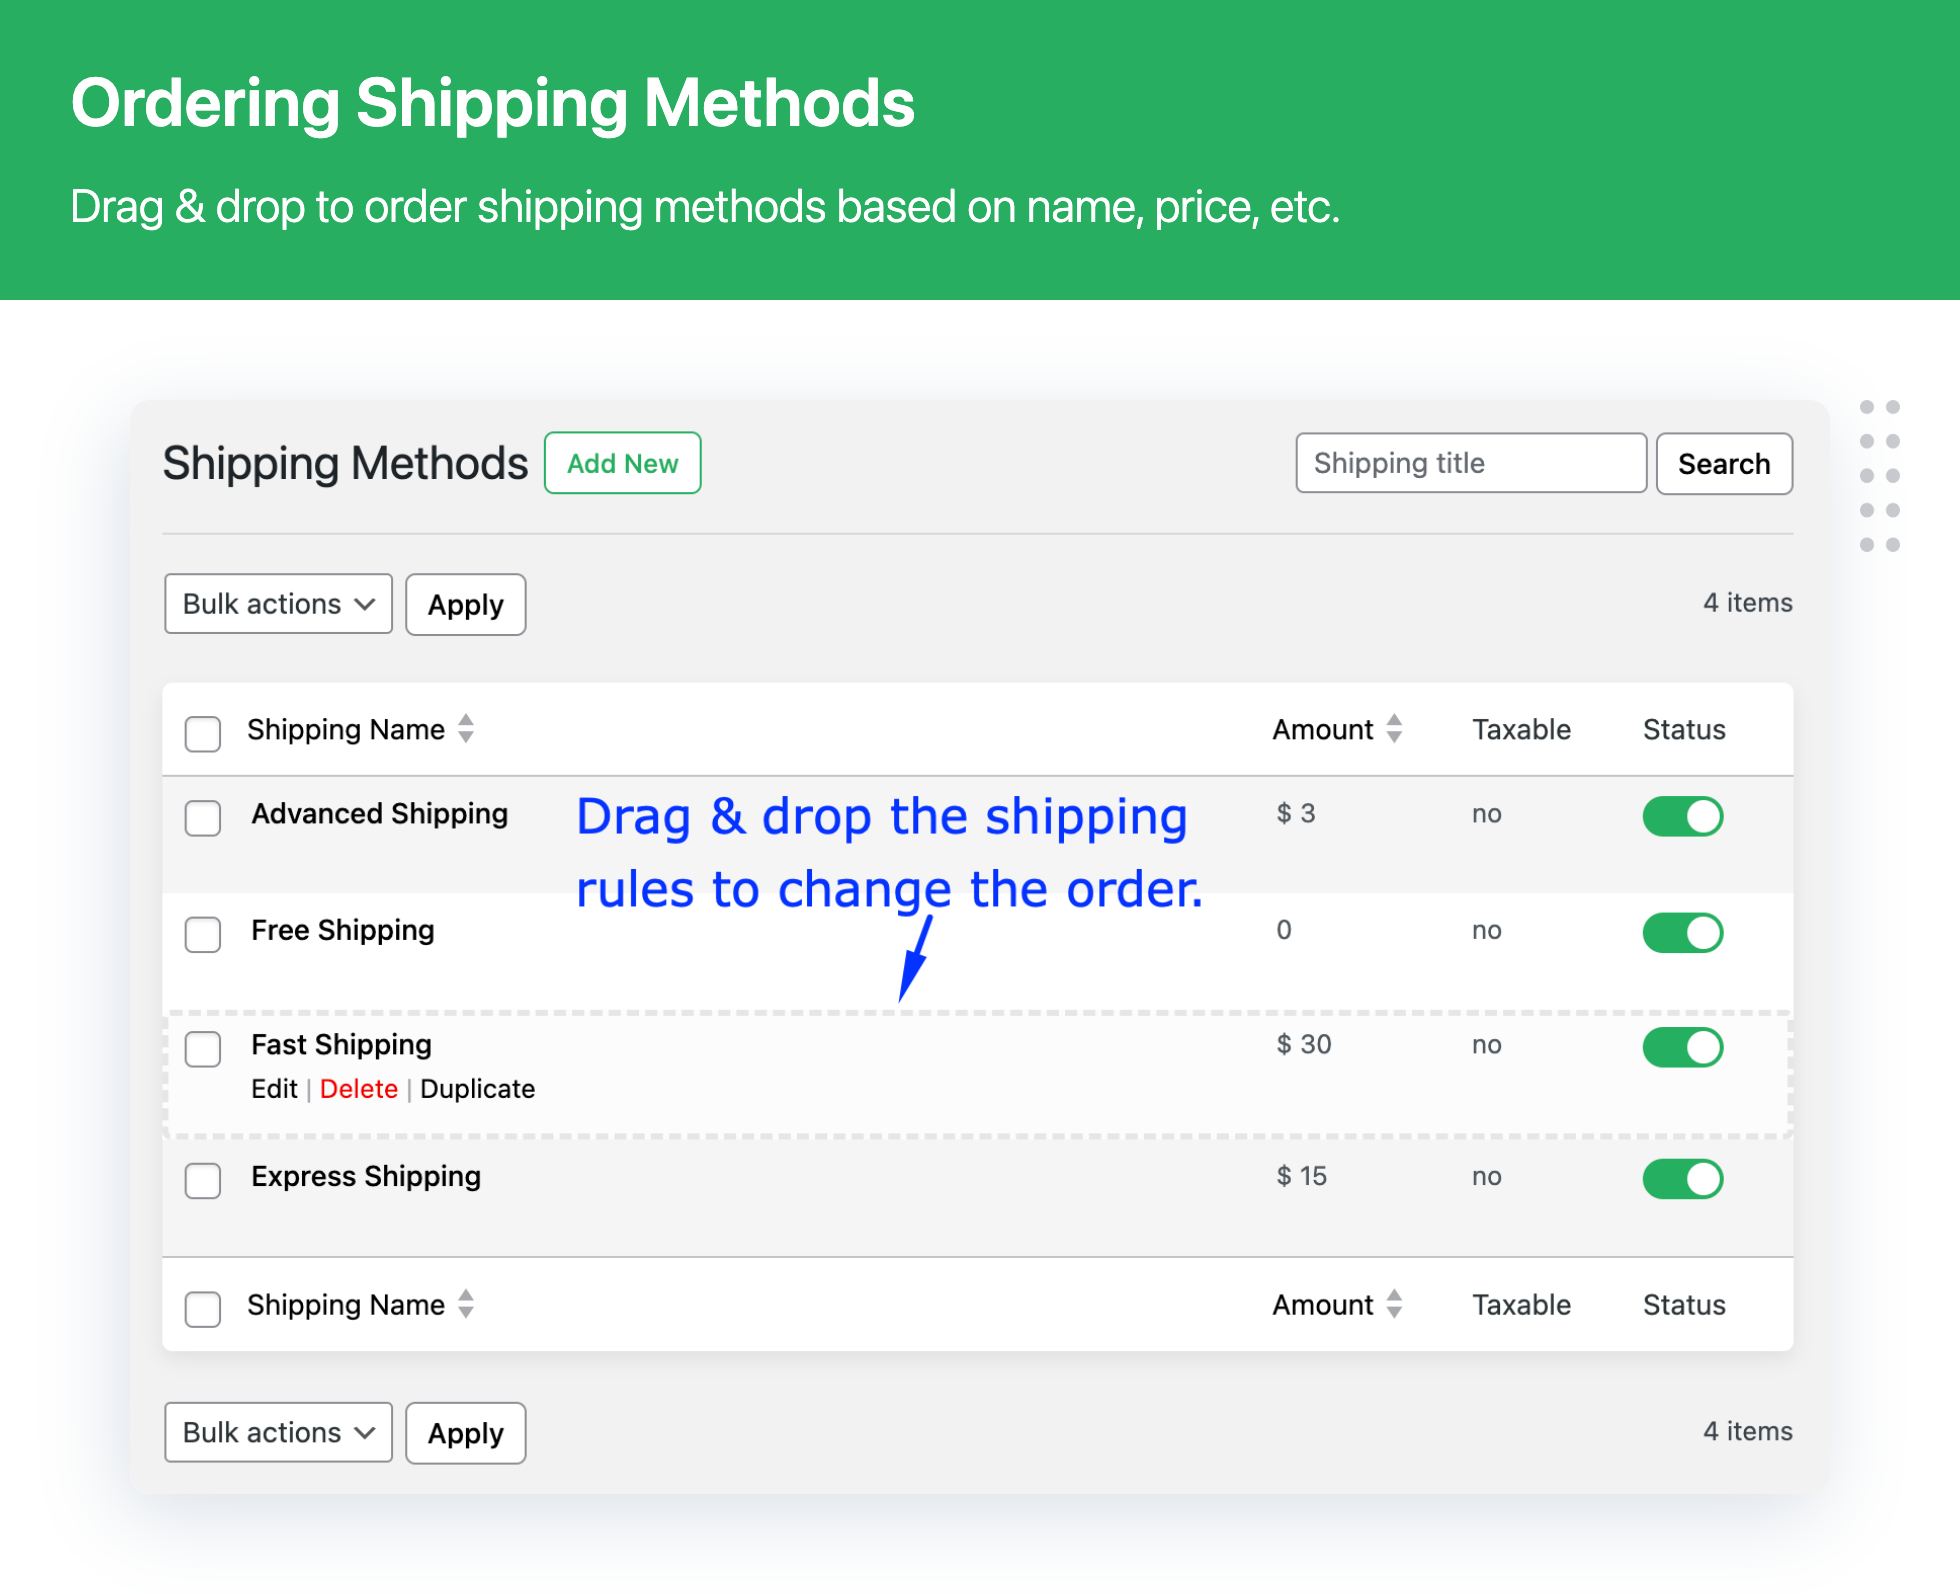 Ordering Shipping Methods
Drag & drop to order shipping methods based on name, price, etc.
Shipping Methods Add New Shipping title Search
Bulk actions Apply 4 items
Shipping Name Amount Taxable Status
Advanced Shipping $ 3 no
Drag & drop the shipping
rules to change the order.
Free Shipping 0 no
Fast Shipping $ 30 no
Edit | Delete | Duplicate
Express Shipping $ 15 no
Shipping Name Amount Taxable Status
Bulk actions Apply 4 items